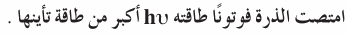 امتصت الذرة فوتونًا طاقته hυ أكبر من طاقة تأينها .